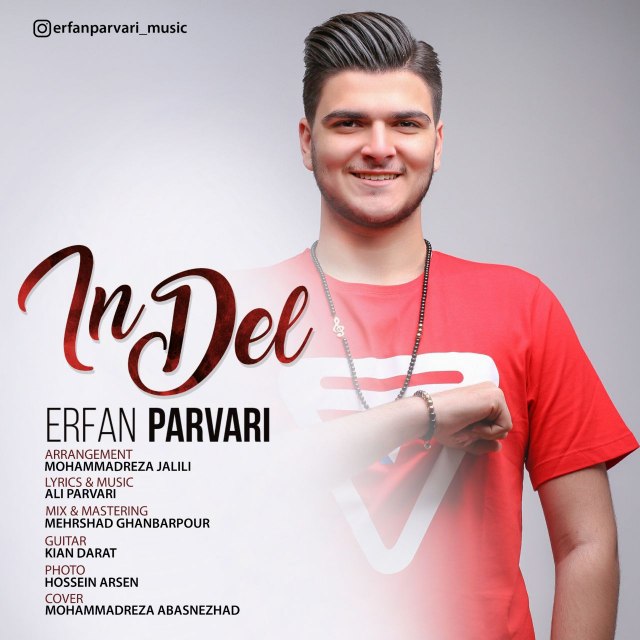 erfanparvari_music
In Del
ERFAN PARVARI
ARRANGEMENT
MOHAMMADREZA JALILI
LYRICS & MUSIC
ALI PARVARI
MIX & MASTERING
MEHRSHAD GHANBARPOUR
GUITAR
KIAN DARAT
PHOTO
HOSSEIN ARSEN
COVER
MOHAMMADREZA ABASNEZHAD